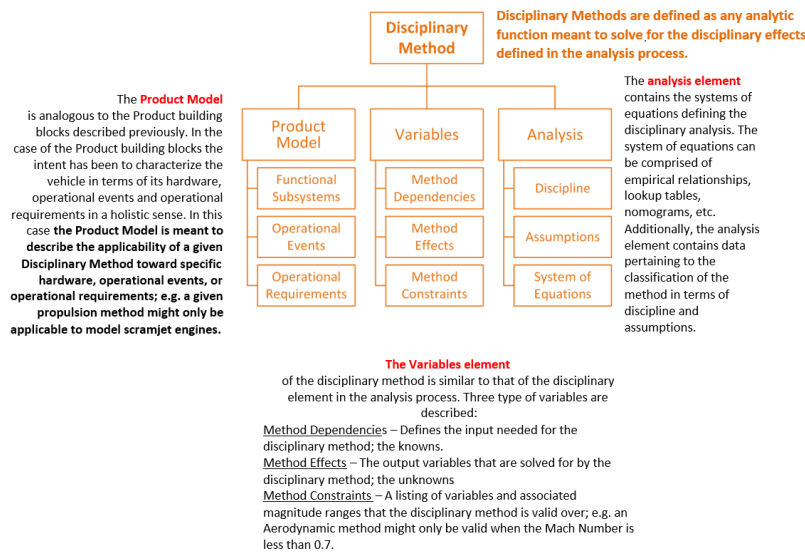 Disciplinary
Method
Disciplinary Methods are defined as any analytic
function meant to solve for the disciplinary effects
defined in the analysis process.
The Product Model
is analogous to the Product building
blocks described previously. In the
case of the Product building blocks the
intent has been to characterize the
vehicle in terms of its hardware,
operational events and operational
requirements in a holistic sense. In this
case the Product Model is meant to
describe the applicability of a given
Disciplinary Method toward specific
hardware, operational events, or
operational requirements; e.g. a given
propulsion method might only be
applicable to model scramjet engines.
Product
Model
Functional
Subsystems
Operational
Events
Operational
Requirements
Variables
Method
Dependencies
Method
Effects
Method
Constraints
Analysis
Discipline
Assumptions
System of
Equations
The analysis element
contains the systems of
equations defining the
disciplinary analysis. The
system of equations can
be comprised of
empirical relationships,
lookup tables,
nomograms, etc.
Additionally, the analysis
element contains data
pertaining to the
classification of the
method in terms of
discipline and
assumptions.
The Variables element
of the disciplinary method is similar to that of the disciplinary
element in the analysis process. Three type of variables are
described:
Method Dependencies – Defines the input needed for the
disciplinary method; the knowns.
Method Effects – The output variables that are solved for by the
disciplinary method; the unknowns
Method Constraints – A listing of variables and associated
magnitude ranges that the disciplinary method is valid over; e.g. an
Aerodynamic method might only be valid when the Mach Number is
less than 0.7.